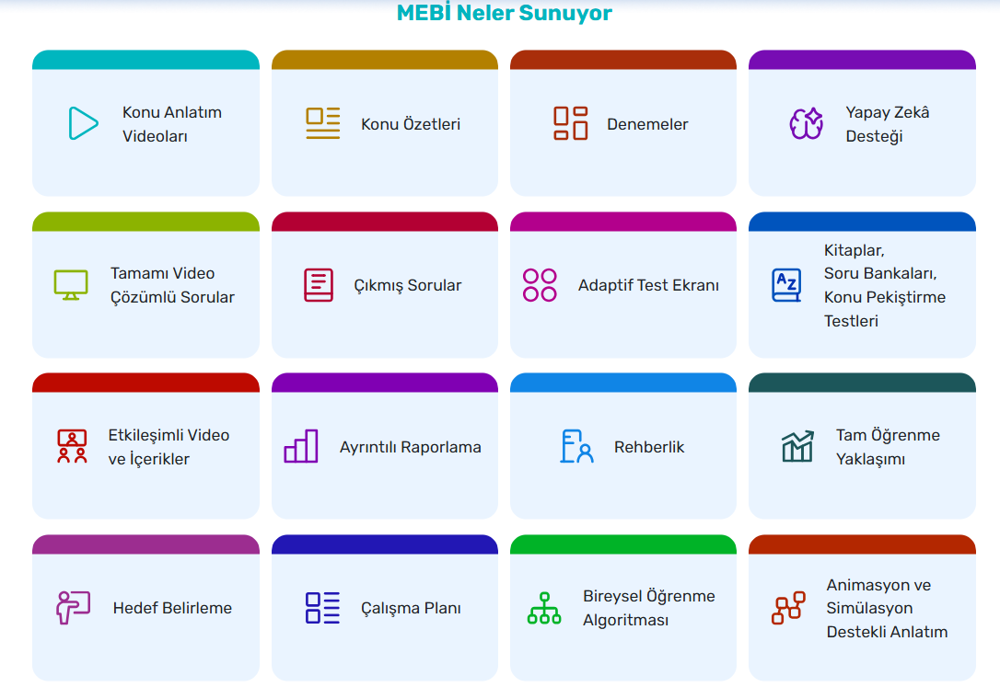 MEBİ Neler Sunuyor
Konu Anlatım
Videoları
Konu Özetleri
Denemeler
Yapay Zekâ
Desteği
Tamamı Video
Çözümlü Sorular
Çıkmış Sorular
Adaptif Test Ekranı
Kitaplar,
Soru Bankaları,
Konu Pekiştirme
Testleri
Etkileşimli Video
ve İçerikler
Ayrıntılı Raporlama
Rehberlik
Tam Öğrenme
Yaklaşımı
Hedef Belirleme
Çalışma Planı
Bireysel Öğrenme
Algoritması
Animasyon ve
Simülasyon
Destekli Anlatım